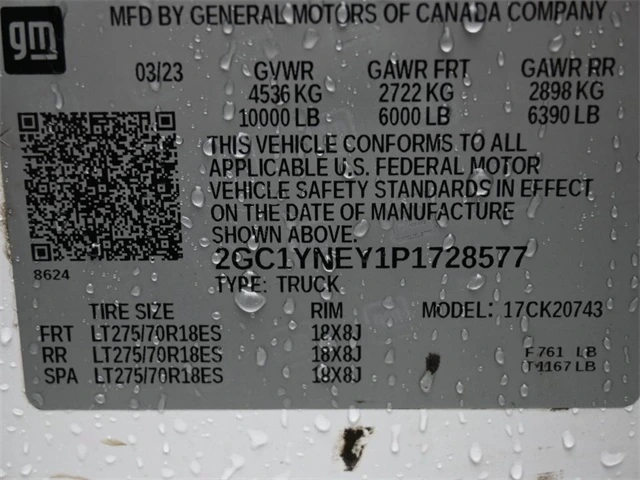 gm
MFD BY GENERAL MOTORS OF CANADA COMPANY
03/23 GVWR GAWR FRT GAWR RR
4536 KG 2722 KG 2898 KG
10000 LB 6000 LB 6390 LB
THIS VEHICLE CONFORMS TO ALL
APPLICABLE U.S. FEDERAL MOTOR
VEHICLE SAFETY STANDARDS IN EFFECT
ON THE DATE OF MANUFACTURE
SHOWN ABOVE.
8624 2GC1YNEY1P1728577
TYPE: TRUCK
TIRE SIZE RIM MODEL: 17CK20743
FRT LT275/70R18ES 18X8J
RR LT275/70R18ES 18X8J F761 LB
SPA LT275/70R18ES 18X8J T1167 LB